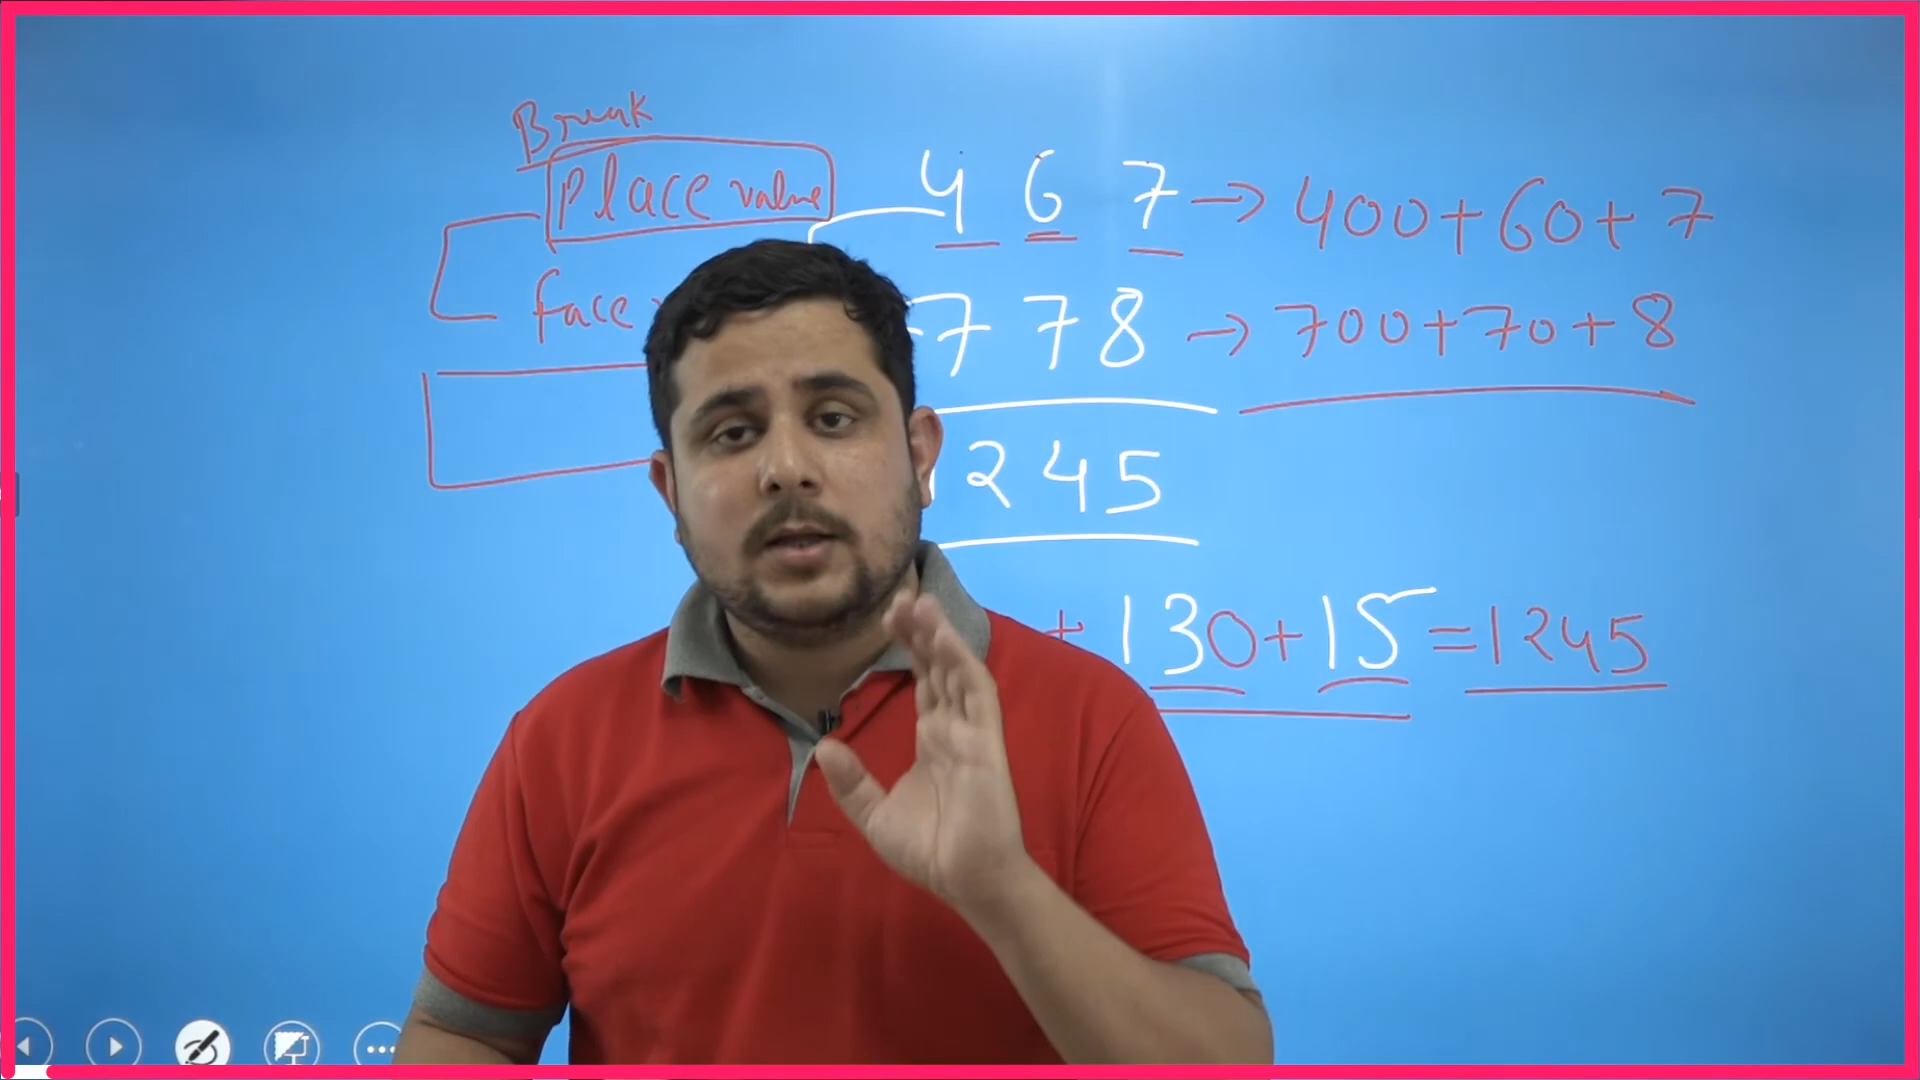 Break
Place value
4 6 7 → 400+60+7
face
7 7 8 → 700+70+8
1245
+ 130+15=1245